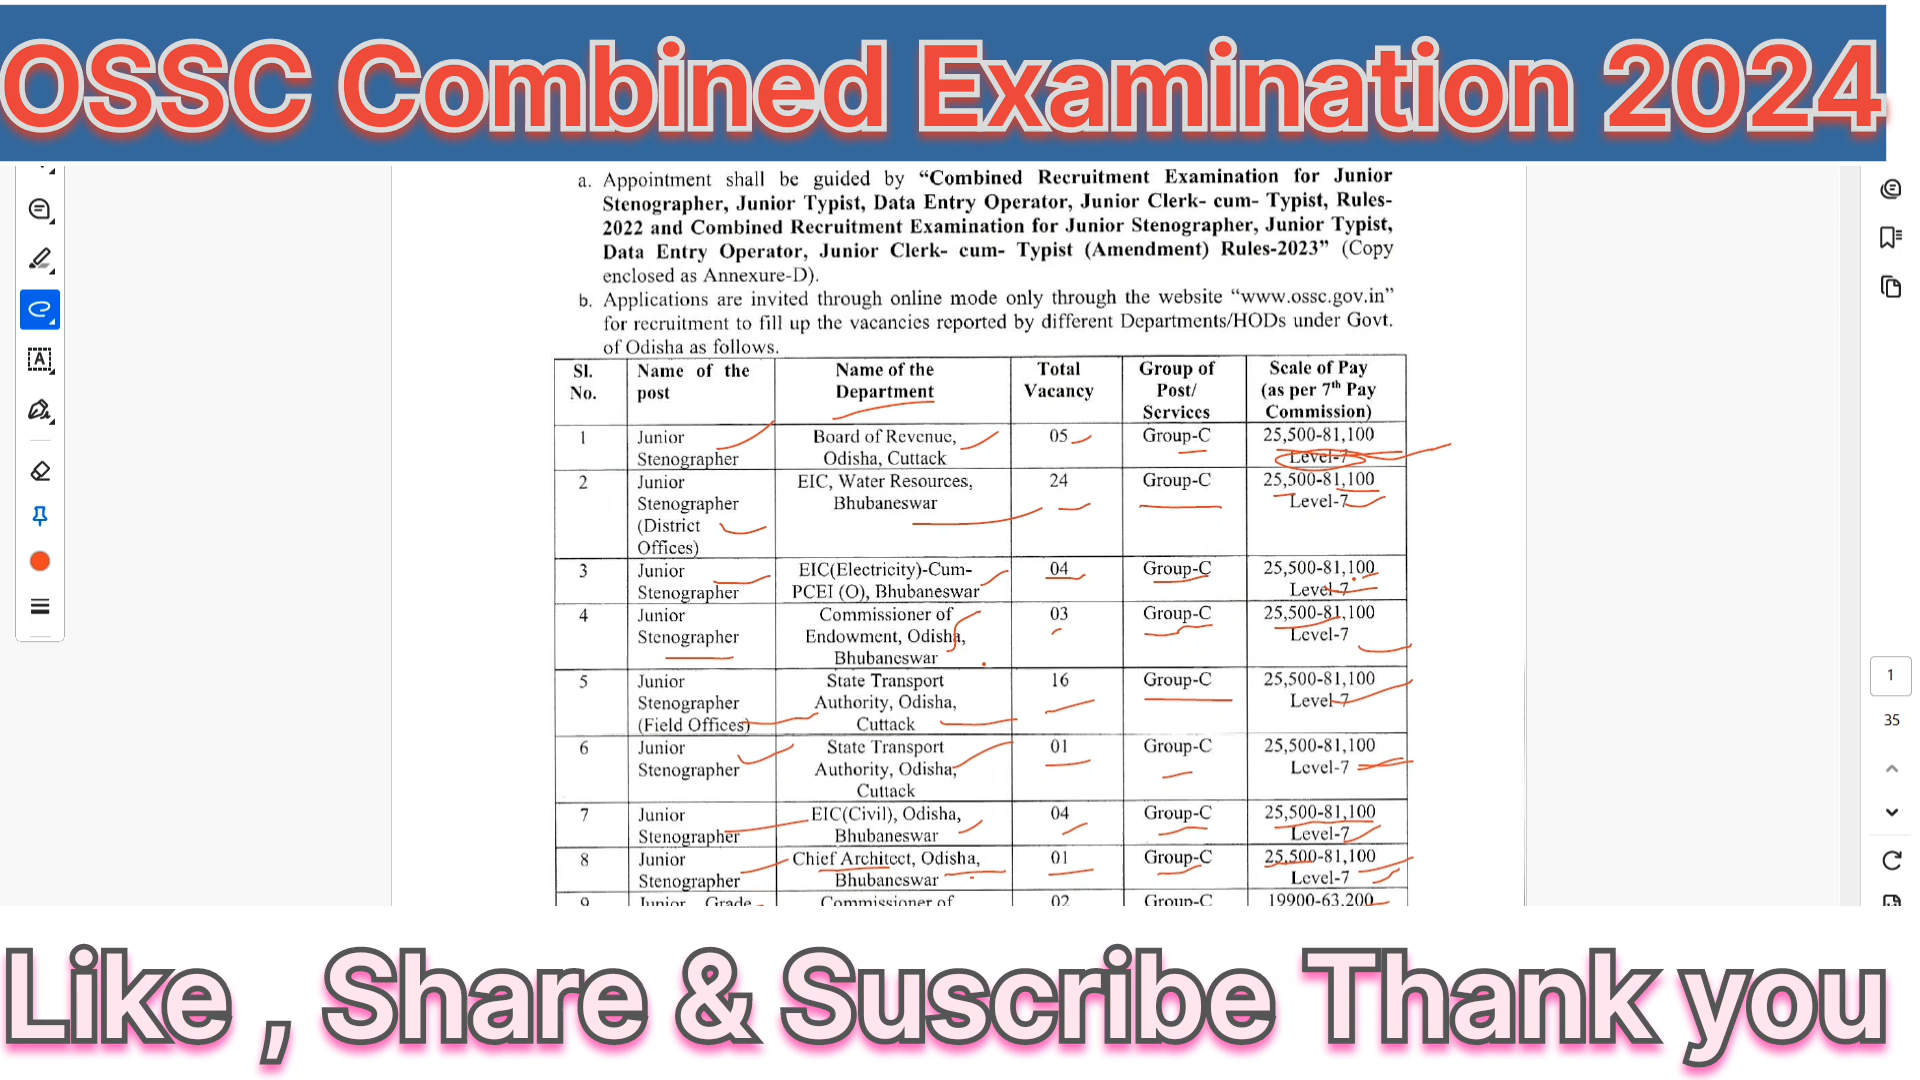 OSSC Combined Examination 2024
a. Appointment shall be guided by “Combined Recruitment Examination for Junior
Stenographer, Junior Typist, Data Entry Operator, Junior Clerk- cum- Typist, Rules-
2022 and Combined Recruitment Examination for Junior Stenographer, Junior Typist,
Data Entry Operator, Junior Clerk- cum- Typist (Amendment) Rules-2023” (Copy
enclosed as Annexure-D).
b. Applications are invited through online mode only through the website “www.ossc.gov.in”
for recruitment to fill up the vacancies reported by different Departments/HODs under Govt.
of Odisha as follows.
Sl. No. Name of the post Name of the Department Total Vacancy Group of Post/ Services Scale of Pay (as per 7th Pay Commission)
1 Junior Stenographer Board of Revenue, Odisha, Cuttack 05 Group-C 25,500-81,100 Level-7
2 Junior Stenographer (District Offices) EIC, Water Resources, Bhubaneswar 24 Group-C 25,500-81,100 Level-7
3 Junior Stenographer EIC(Electricity)-Cum- PCEI (O), Bhubaneswar 04 Group-C 25,500-81,100 Level-7
4 Junior Stenographer Commissioner of Endowment, Odisha, Bhubaneswar 03 Group-C 25,500-81,100 Level-7
5 Junior Stenographer (Field Offices) State Transport Authority, Odisha, Cuttack 16 Group-C 25,500-81,100 Level-7
6 Junior Stenographer State Transport Authority, Odisha, Cuttack 01 Group-C 25,500-81,100 Level-7
7 Junior Stenographer EIC(Civil), Odisha, Bhubaneswar 04 Group-C 25,500-81,100 Level-7
8 Junior Stenographer Chief Architect, Odisha, Bhubaneswar 01 Group-C 25,500-81,100 Level-7
9 Junior Grade Commissioner of 02 Group-C 19900-63,200
1
35
Like , Share & Suscribe Thank you